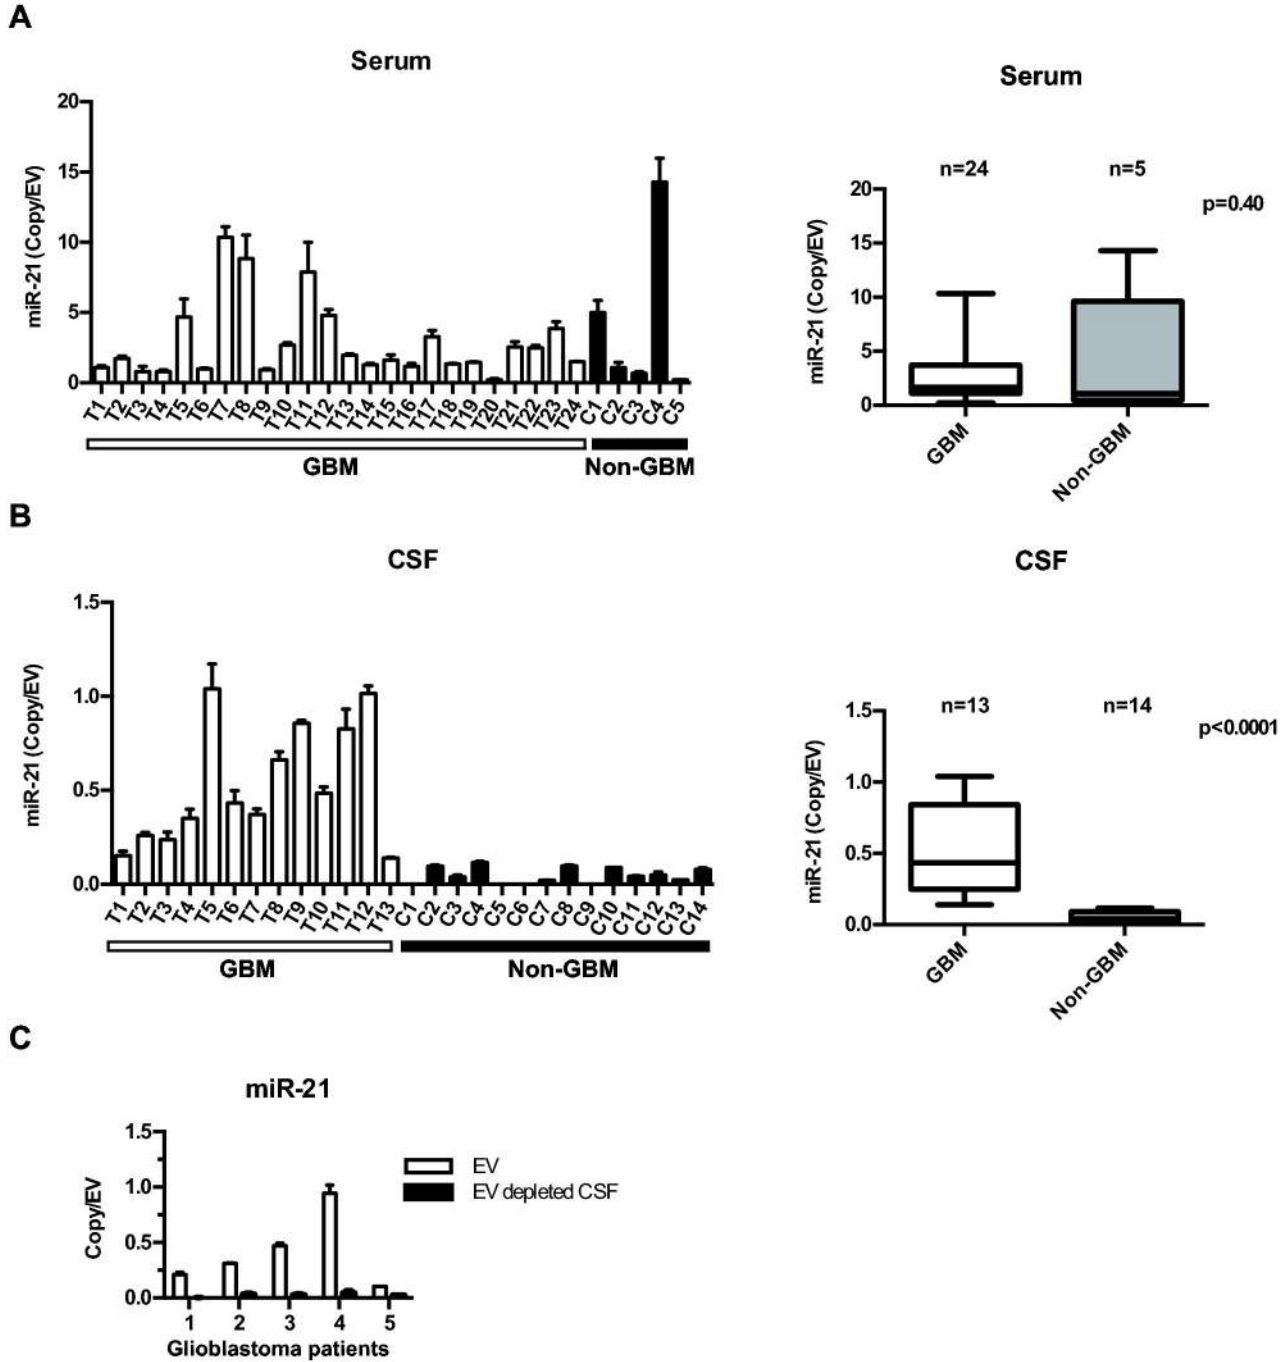 A
Serum
miR-21 (Copy/EV)
20
15
10
5
0
T1 T2 T3 T4 T5 T6 T7 T8 T9 T10 T11 T12 T13 T14 T15 T16 T17 T18 T19 T20 T21 T22 T23 T24 C1 C2 C3 C4 C5
GBM Non-GBM
Serum
n=24 n=5
p=0.40
miR-21 (Copy/EV)
20
15
10
5
0
GBM Non-GBM
B
CSF
miR-21 (Copy/EV)
1.5
1.0
0.5
0.0
T1 T2 T3 T4 T5 T6 T7 T8 T9 T10 T11 T12 T13 C1 C2 C3 C4 C5 C6 C7 C8 C9 C10 C11 C12 C13 C14
GBM Non-GBM
CSF
n=13 n=14
p<0.0001
miR-21 (Copy/EV)
1.5
1.0
0.5
0.0
GBM Non-GBM
C
miR-21
Copy/EV
1.5
1.0
0.5
0.0
1 2 3 4 5
Glioblastoma patients
EV
EV depleted CSF